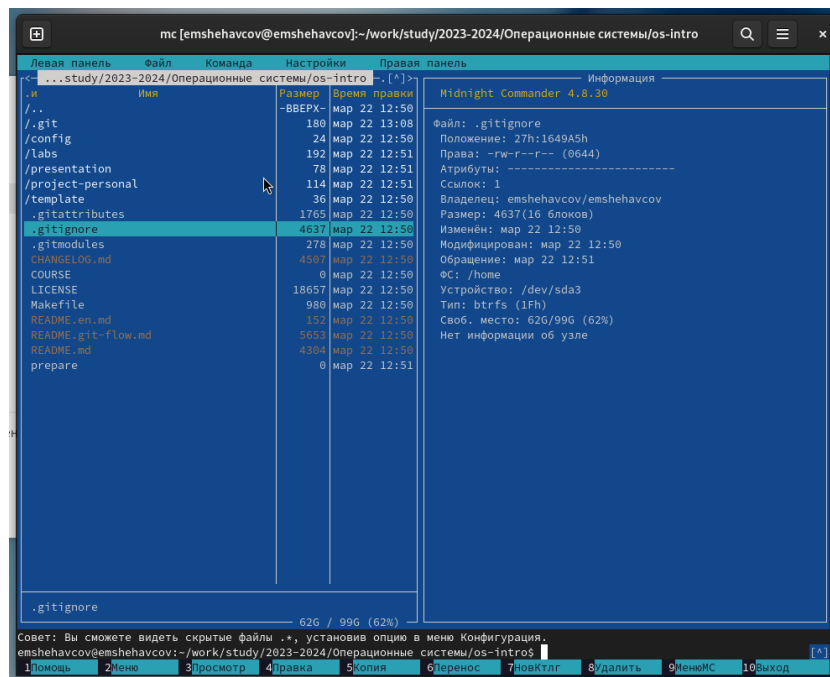 mc [emshehavcov@emshehavcov]:~/work/study/2023-2024/Операционные системы/os-intro
Левая панель Файл Команда Настройки Правая панель
<— ...study/2023-2024/Операционные системы/os-intro —.[^]>
.и Имя Размер Время правки
/.. -ВВЕРХ- мар 22 12:50
/.git 180 мар 22 13:08
/config 24 мар 22 12:50
/labs 192 мар 22 12:51
/presentation 78 мар 22 12:51
/project-personal 114 мар 22 12:51
/template 36 мар 22 12:50
.gitattributes 1765 мар 22 12:50
.gitignore 4637 мар 22 12:50
.gitmodules 278 мар 22 12:50
CHANGELOG.md 4507 мар 22 12:50
COURSE 0 мар 22 12:50
LICENSE 18657 мар 22 12:50
Makefile 980 мар 22 12:50
README.en.md 152 мар 22 12:50
README.git-flow.md 5653 мар 22 12:50
README.md 4304 мар 22 12:50
prepare 0 мар 22 12:51
.gitignore
62G / 99G (62%)
Информация
Midnight Commander 4.8.30
Файл: .gitignore
Положение: 27h:1649A5h
Права: -rw-r--r-- (0644)
Атрибуты: -------------------------
Ссылок: 1
Владелец: emshehavcov/emshehavcov
Размер: 4637(16 блоков)
Изменён: мар 22 12:50
Модифицирован: мар 22 12:50
Обращение: мар 22 12:51
ФС: /home
Устройство: /dev/sda3
Тип: btrfs (1Fh)
Своб. место: 62G/99G (62%)
Нет информации об узле
Совет: Вы сможете видеть скрытые файлы .*, установив опцию в меню Конфигурация.
emshehavcov@emshehavcov:~/work/study/2023-2024/Операционные системы/os-intro$ [^]
1Помощь 2Меню 3Просмотр 4Правка 5Копия 6Перенос 7НовКтлг 8Удалить 9МенюMC 10Выход